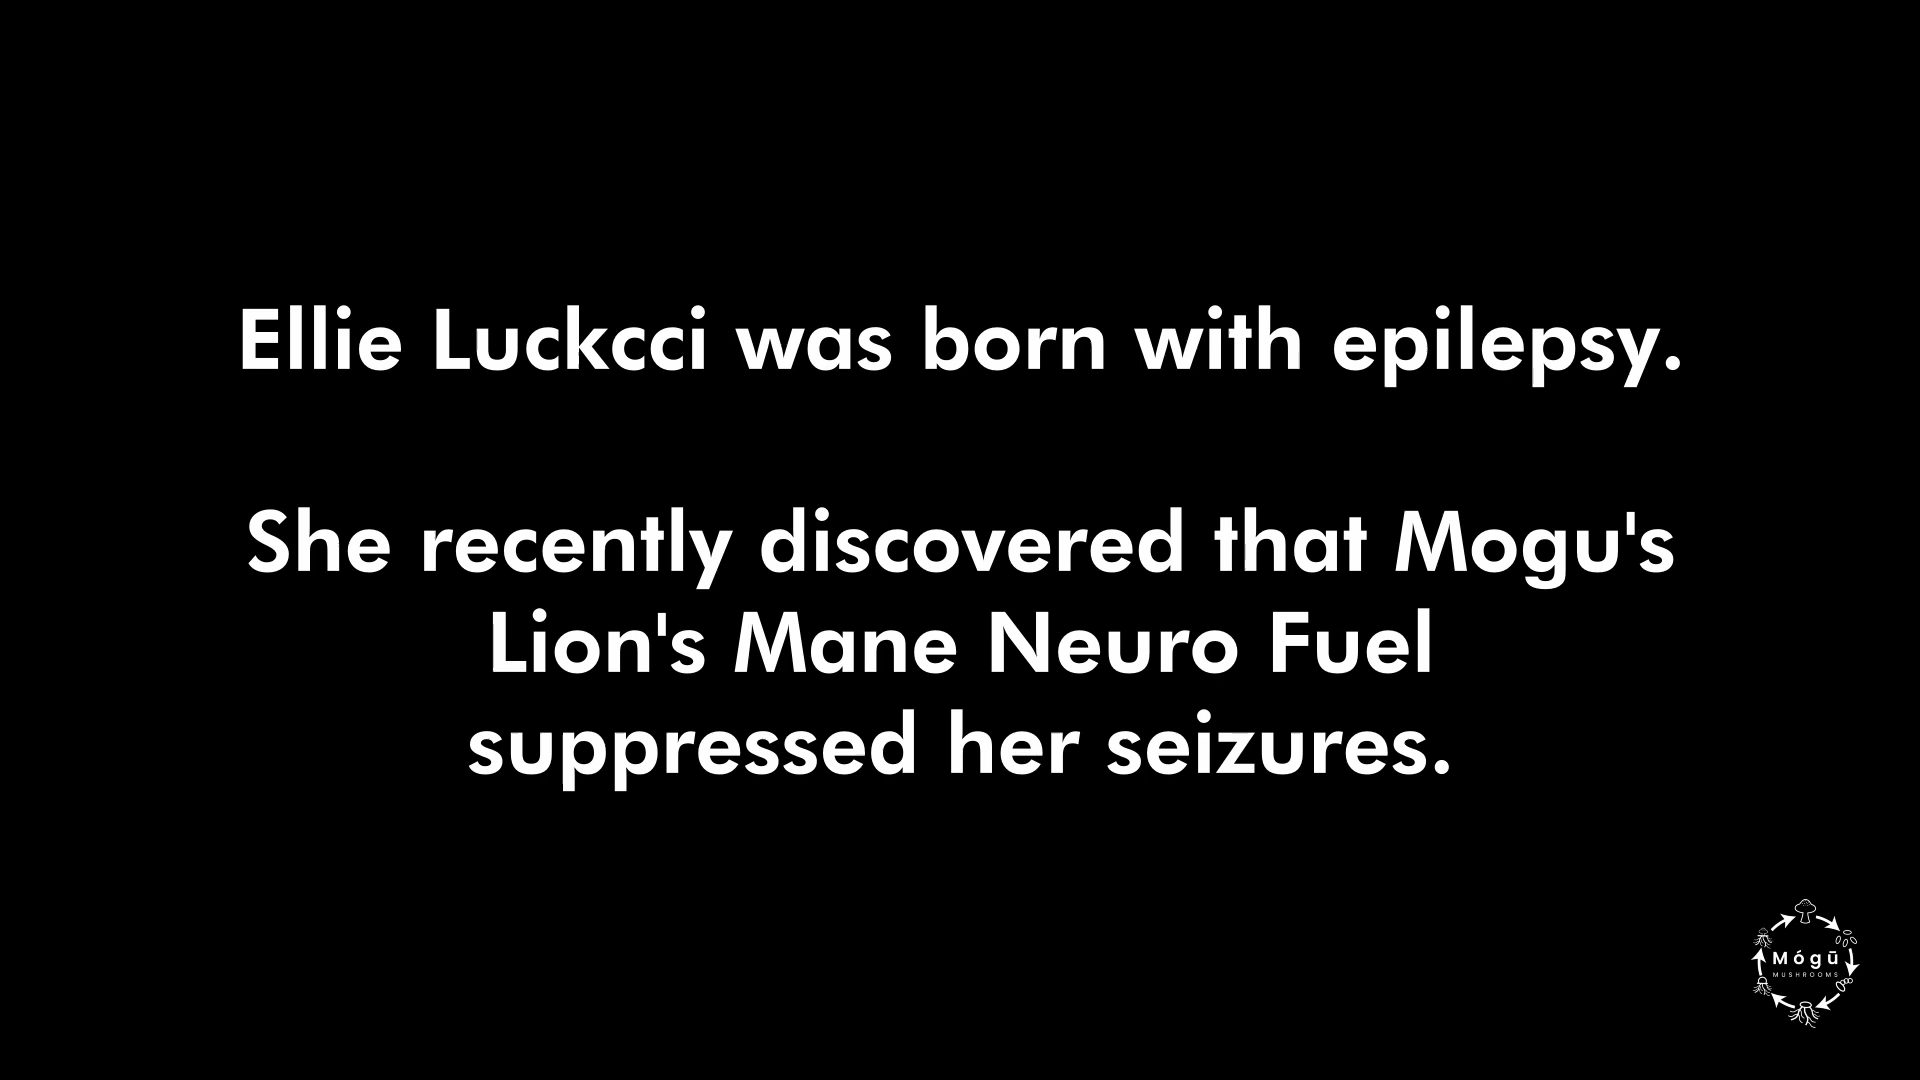 Ellie Luckcci was born with epilepsy.
She recently discovered that Mogu's
Lion's Mane Neuro Fuel
suppressed her seizures.
Mógū
MUSHROOMS